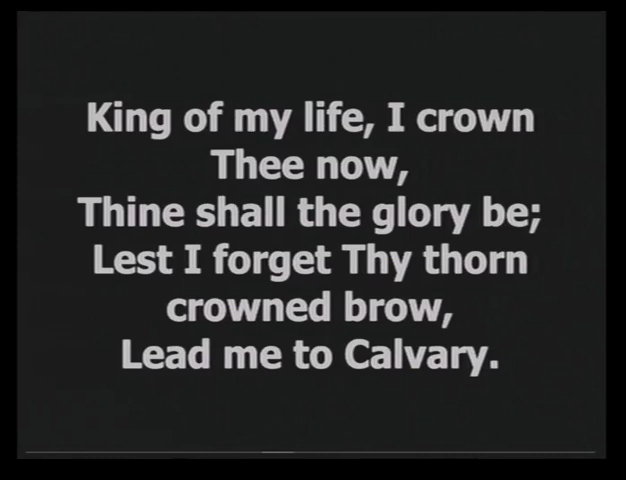 King of my life, I crown
Thee now,
Thine shall the glory be;
Lest I forget Thy thorn
crowned brow,
Lead me to Calvary.